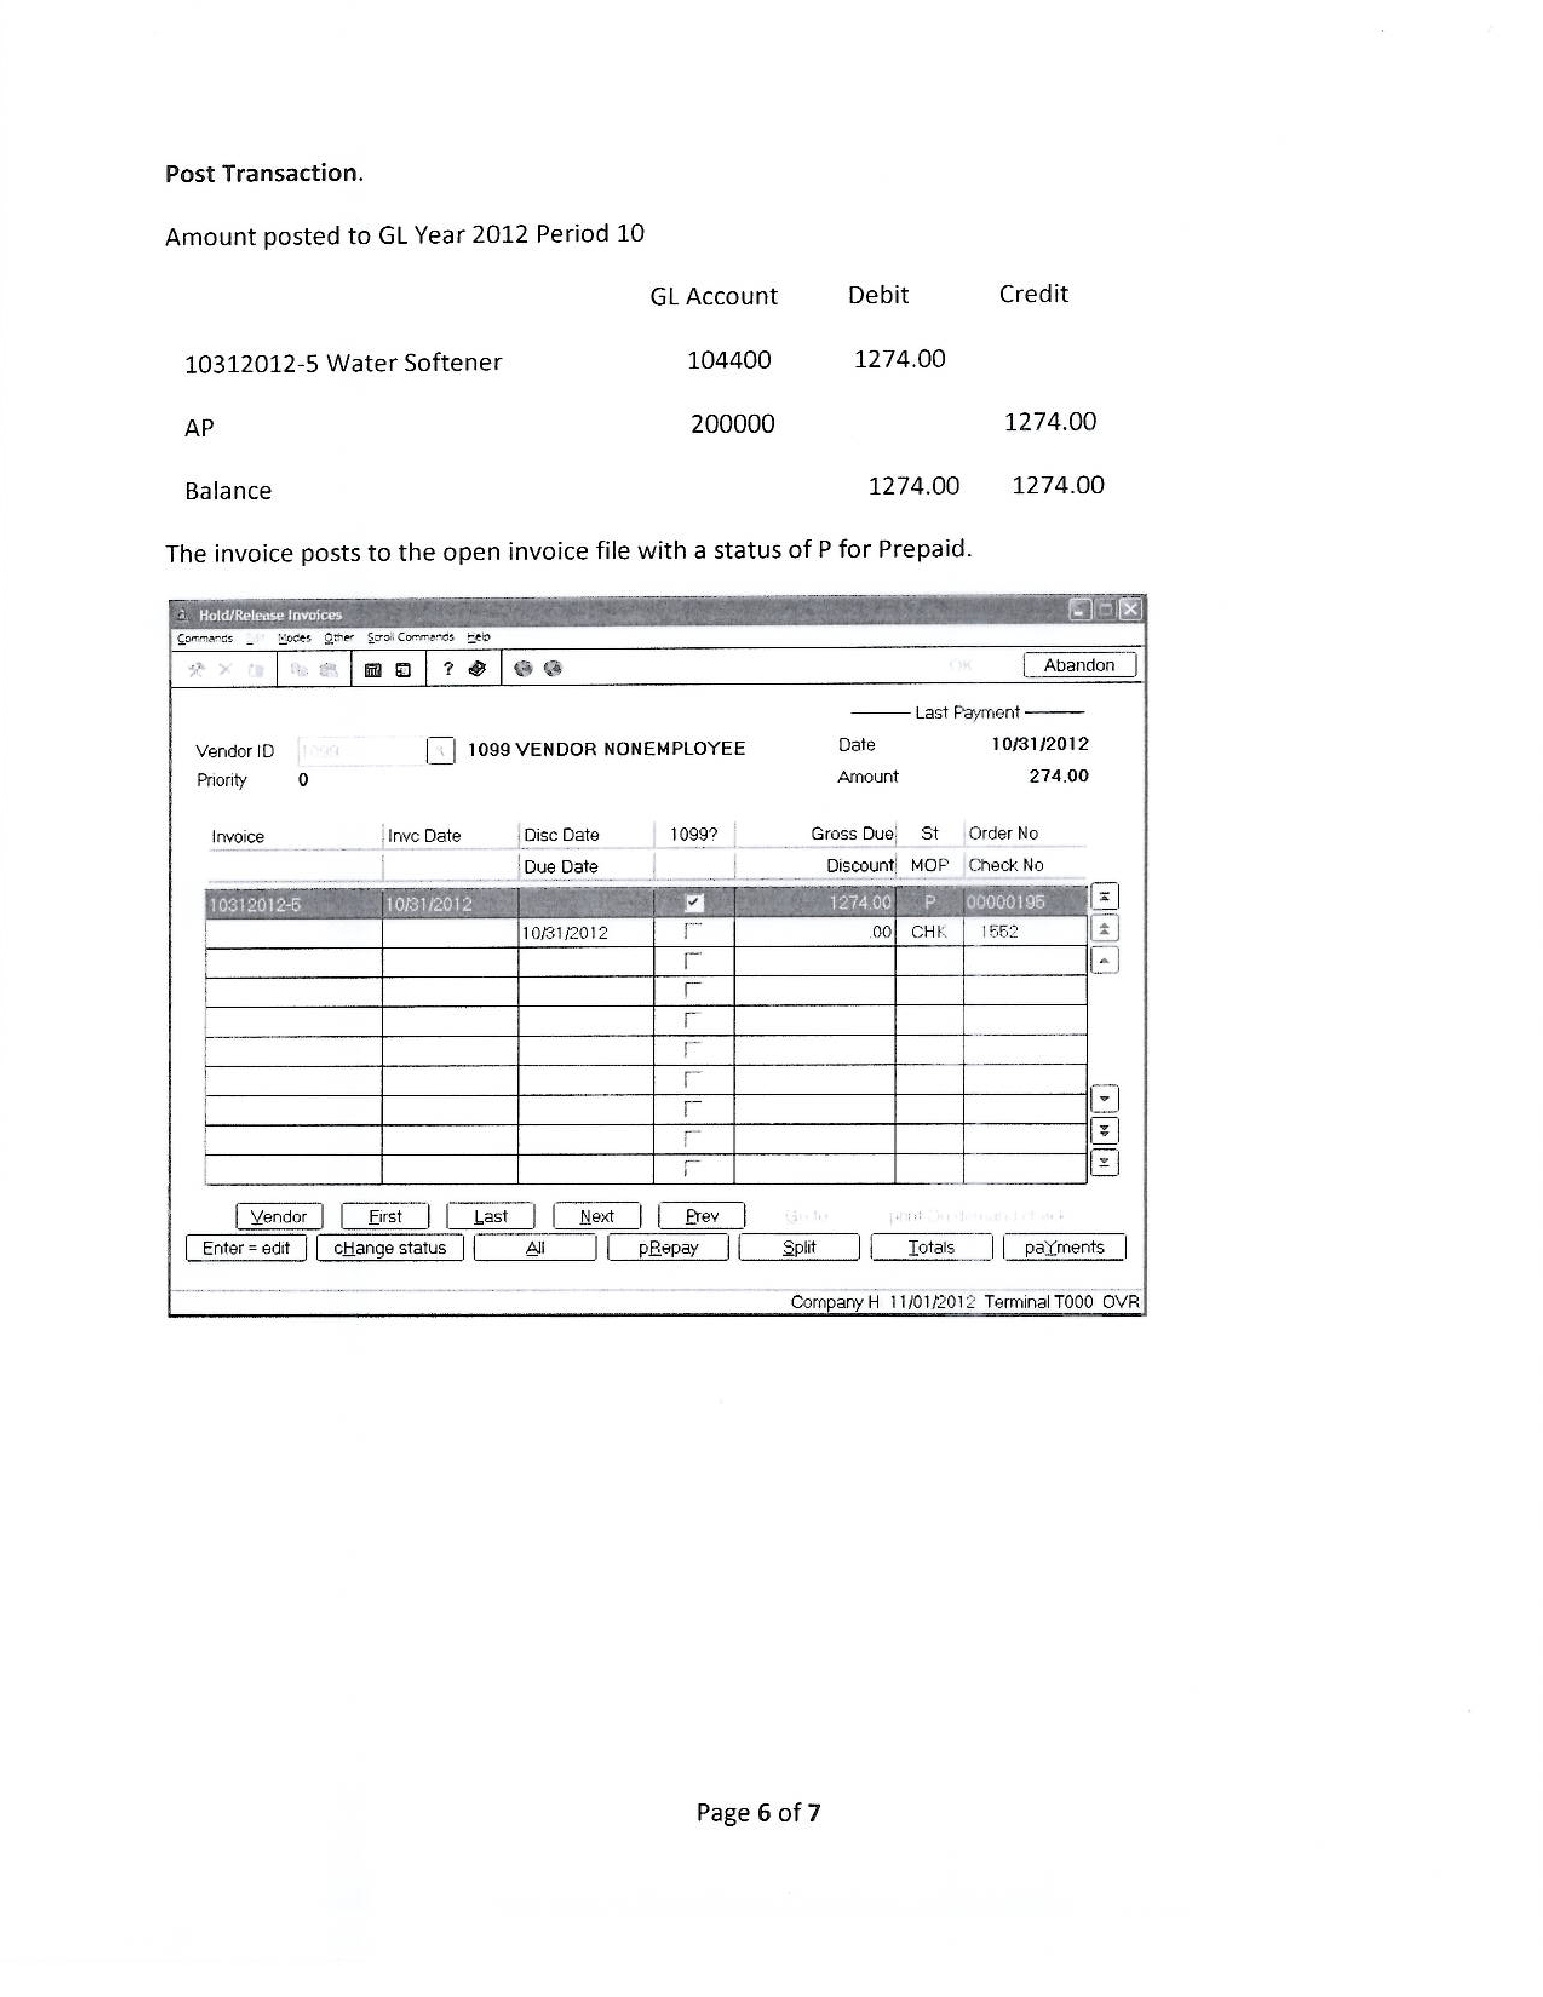 Post Transaction.
Amount posted to GL Year 2012 Period 10
GL Account Debit Credit
10312012-5 Water Softener 104400 1274.00
AP 200000 1274.00
Balance 1274.00 1274.00
The invoice posts to the open invoice file with a status of P for Prepaid.
Hold/Release Invoices
Commands Modes Other Scroll Commands Help
OK Abandon
Last Payment
Vendor ID 1099 1099 VENDOR NONEMPLOYEE Date 10/31/2012
Priority 0 Amount 274.00
Invoice Invc Date Disc Date 1099? Gross Due St Order No
Due Date Discount MOP Check No
10312012-5 10/31/2012 1274.00 P 00000195
10/31/2012 .00 CHK 1552
Vendor First Last Next Prev Go to
Enter = edit cHange status All pRepay Split Totals paYments
Company H 11/01/2012 Terminal T000 OVR
Page 6 of 7